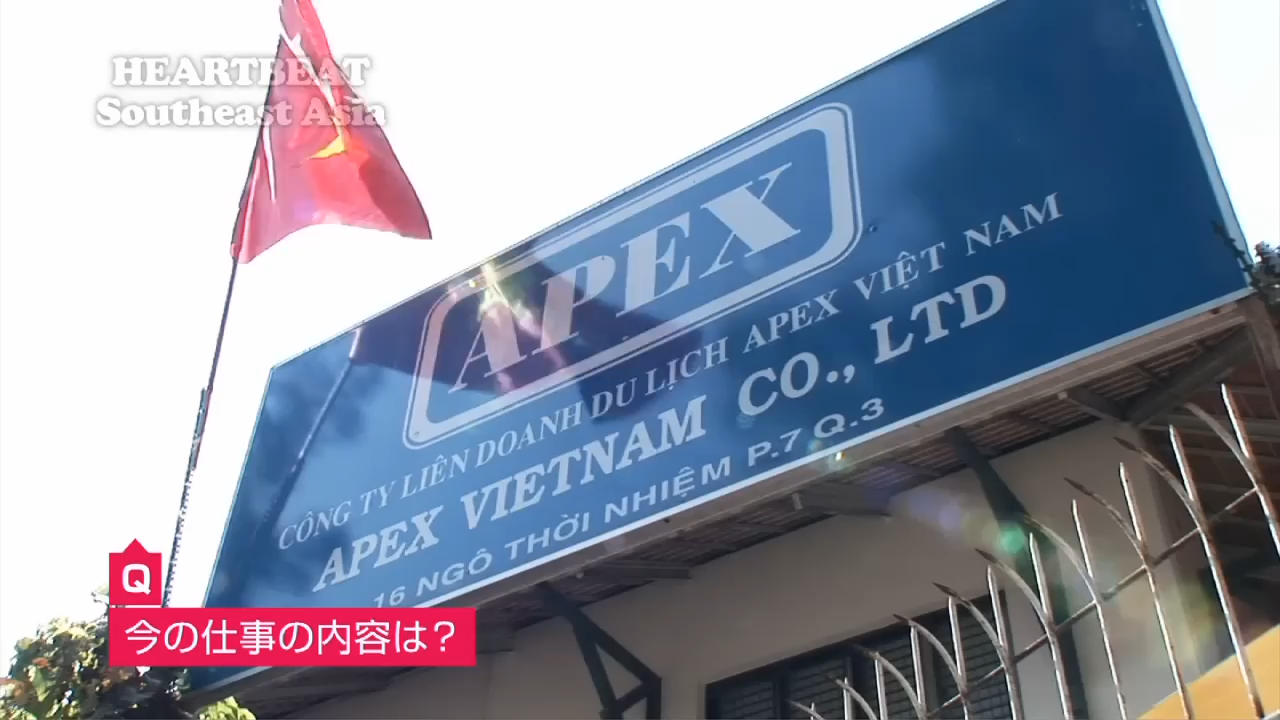 HEARTBEAT
Southeast Asia
APEX
CÔNG TY LIÊN DOANH DU LỊCH APEX VIỆT NAM
APEX VIETNAM CO., LTD
16 NGÔ THỜI NHIỆM P.7 Q.3
Q
今の仕事の内容は?